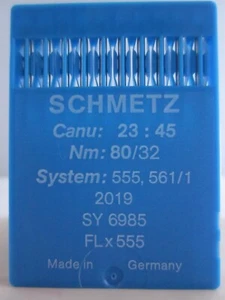 SCHMETZ
Canu: 23 : 45
Nm: 80/32
System: 555, 561/1
2019
SY 6985
FLx555
Made in Germany